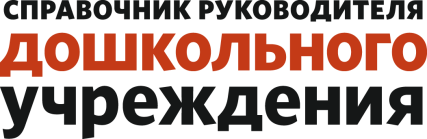 СПРАВОЧНИК РУКОВОДИТЕЛЯ
ДОШКОЛЬНОГО
учреждения